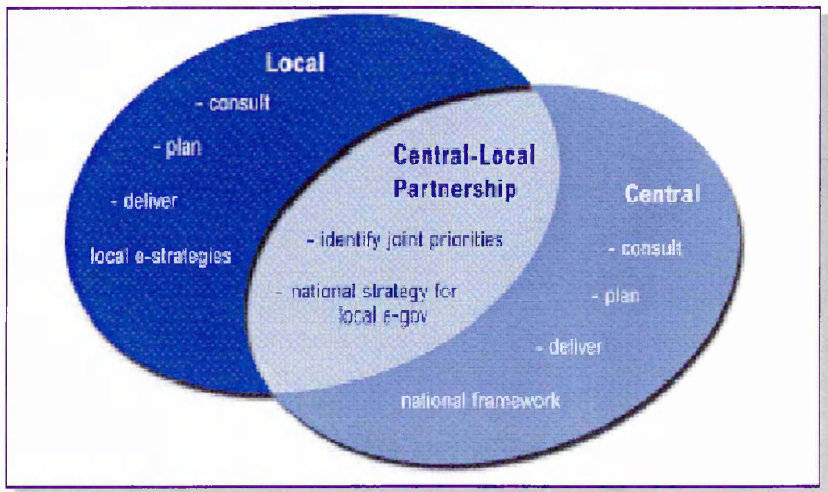 Local
- consult
- plan
- deliver
local e-strategies
Central-Local
Partnership
- identify joint priorities
- national strategy for
local e-gov
Central
- consult
- plan
- deliver
national framework